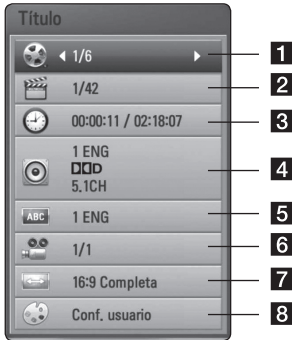 Título
1/6
1
1/42
2
00:00:11 / 02:18:07
3
1 ENG
DD D
5.1CH
4
ABC
1 ENG
5
1/1
6
16:9 Completa
7
Conf. usuario
8